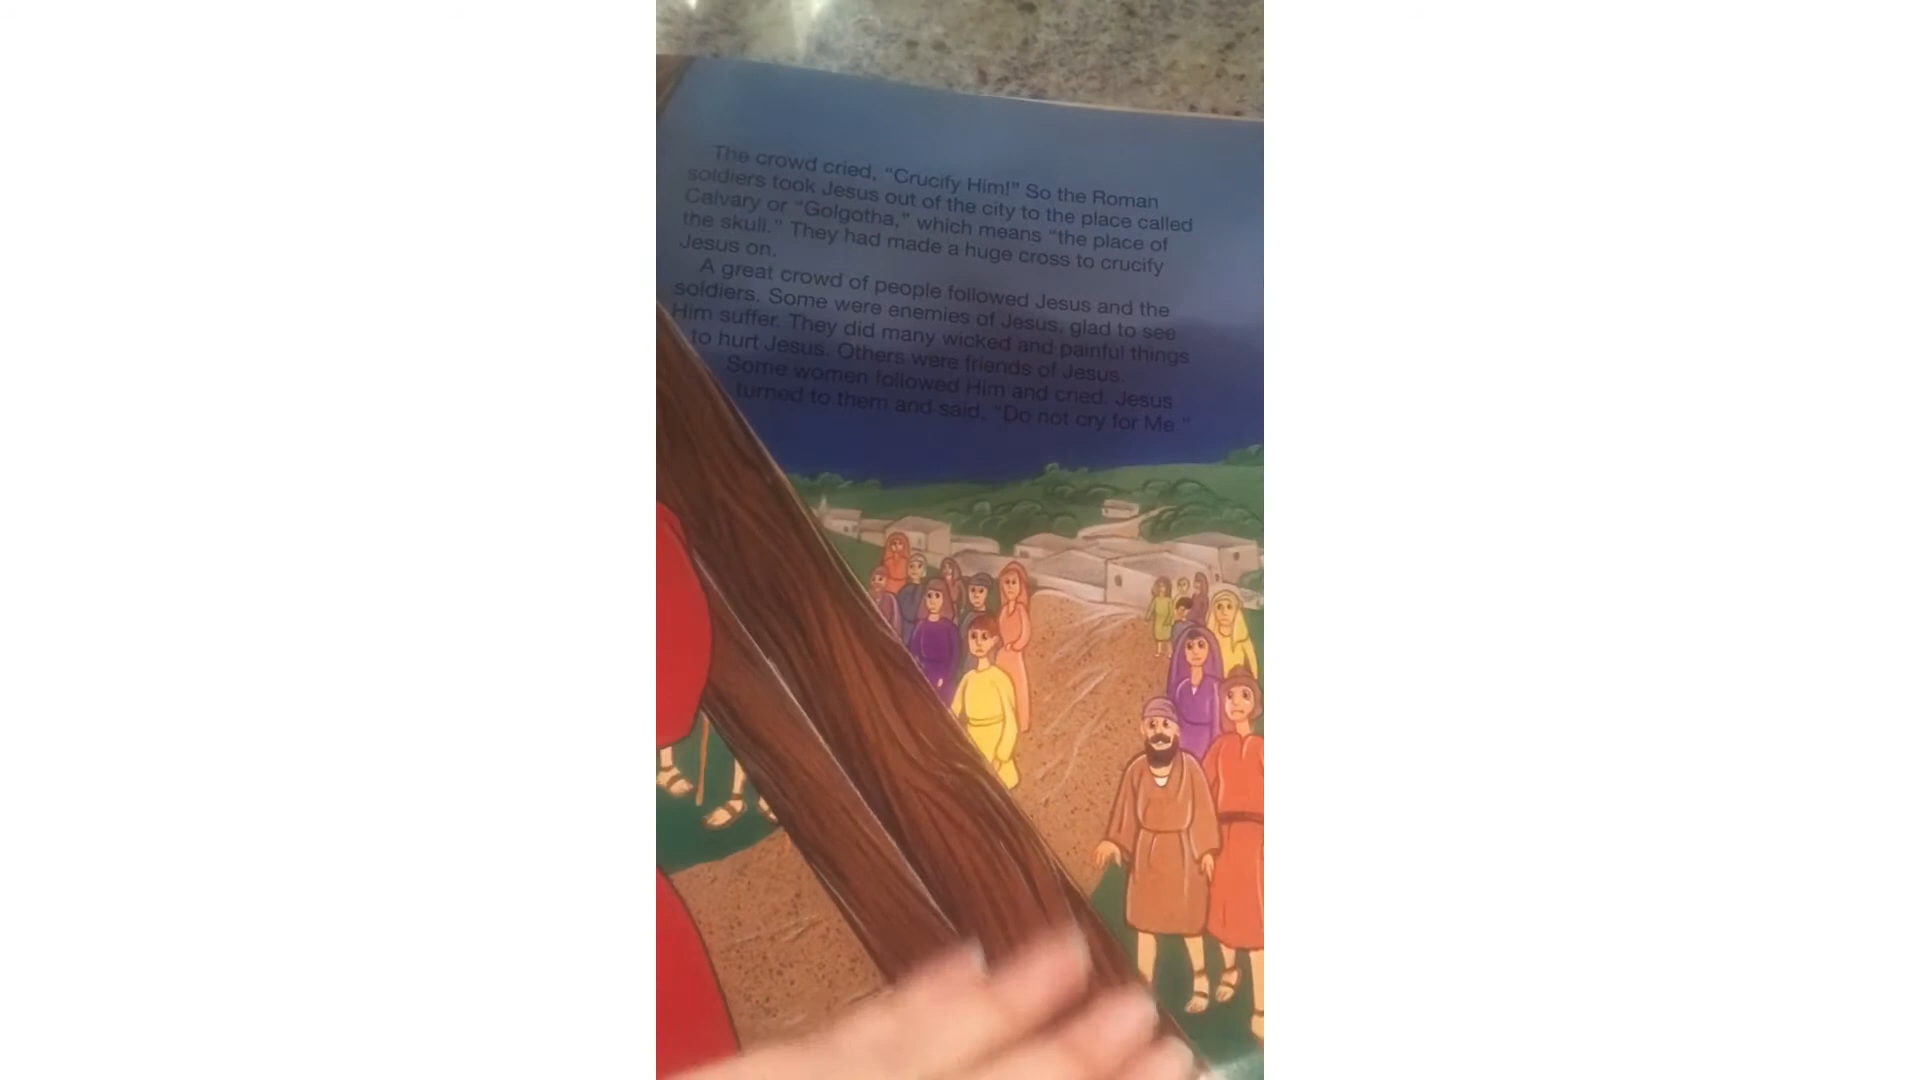 The crowd cried, “Crucify Him!” So the Roman
soldiers took Jesus out of the city to the place called
Calvary or “Golgotha,” which means “the place of
the skull.” They had made a huge cross to crucify
Jesus on.
A great crowd of people followed Jesus and the
soldiers. Some were enemies of Jesus, glad to see
Him suffer. They did many wicked and painful things
to hurt Jesus. Others were friends of Jesus.
Some women followed Him and cried. Jesus
turned to them and said, “Do not cry for Me.”